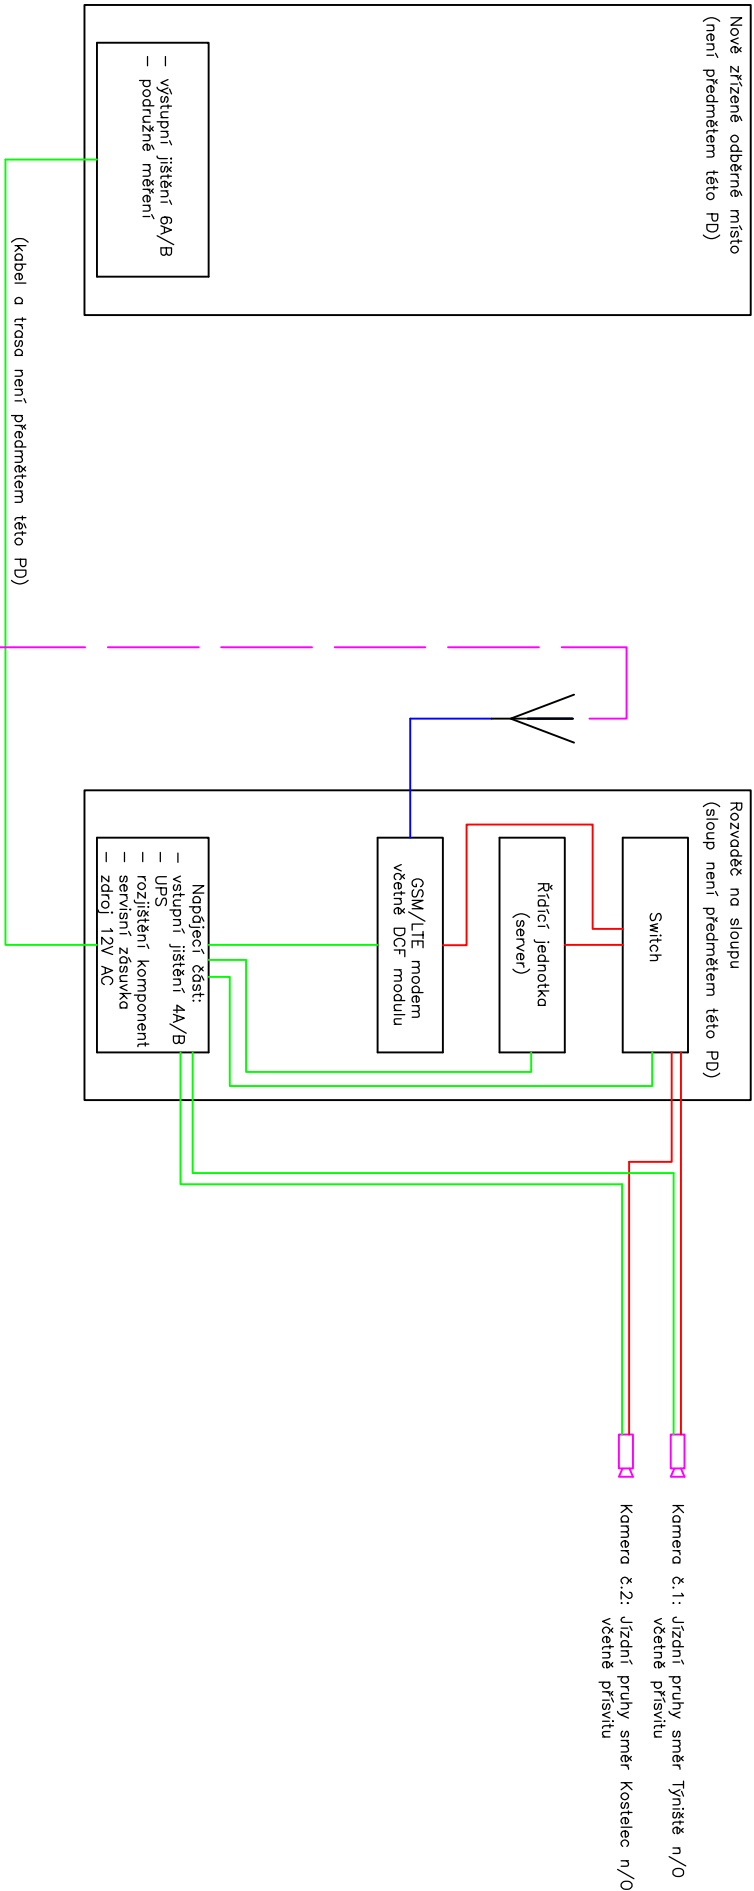 Nově zřízené odběrné místo
(není předmětem této PD)
- výstupní jištění 6A/B
- podružné měření
(kabel a trasa není předmětem této PD)
Rozvaděč na sloupu
(sloup není předmětem této PD)
Switch
Řídící jednotka
(server)
GSM/LTE modem
včetně DCF modulu
Napájecí část:
- vstupní jištění 4A/B
- UPS
- rozjištění komponent
- servisní zásuvka
- zdroj 12V AC
Kamera č.1: Jízdní pruhy směr Týniště n/O
včetně přísvitu
Kamera č.2: Jízdní pruhy směr Kostelec n/O
včetně přísvitu